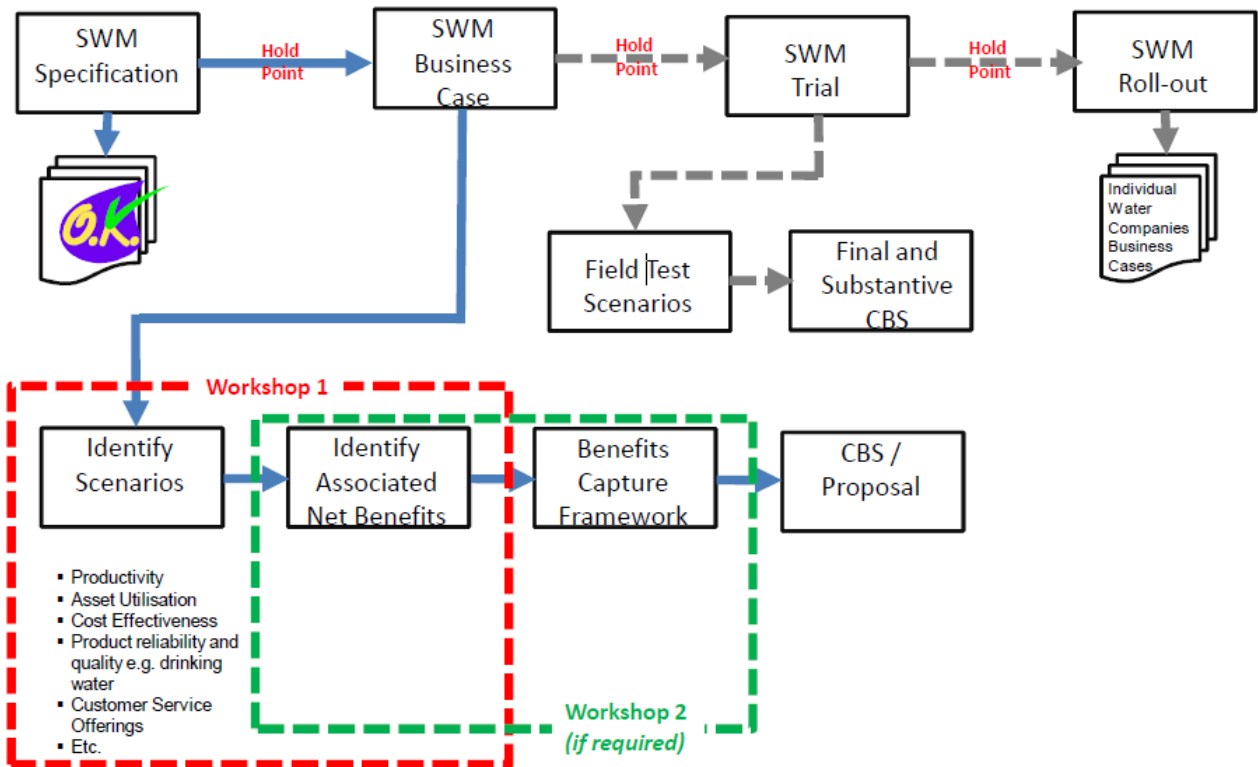 SWM
Specification
Hold
Point
SWM
Business
Case
Hold
Point
SWM
Trial
Hold
Point
SWM
Roll-out
O.K.
Individual
Water
Companies
Business
Cases
Field Test
Scenarios
Final and
Substantive
CBS
Workshop 1
Identify
Scenarios
Identify
Associated
Net Benefits
Benefits
Capture
Framework
CBS /
Proposal
▪ Productivity
▪ Asset Utilisation
▪ Cost Effectiveness
▪ Product reliability and
quality e.g. drinking
water
▪ Customer Service
Offerings
▪ Etc.
Workshop 2
(if required)